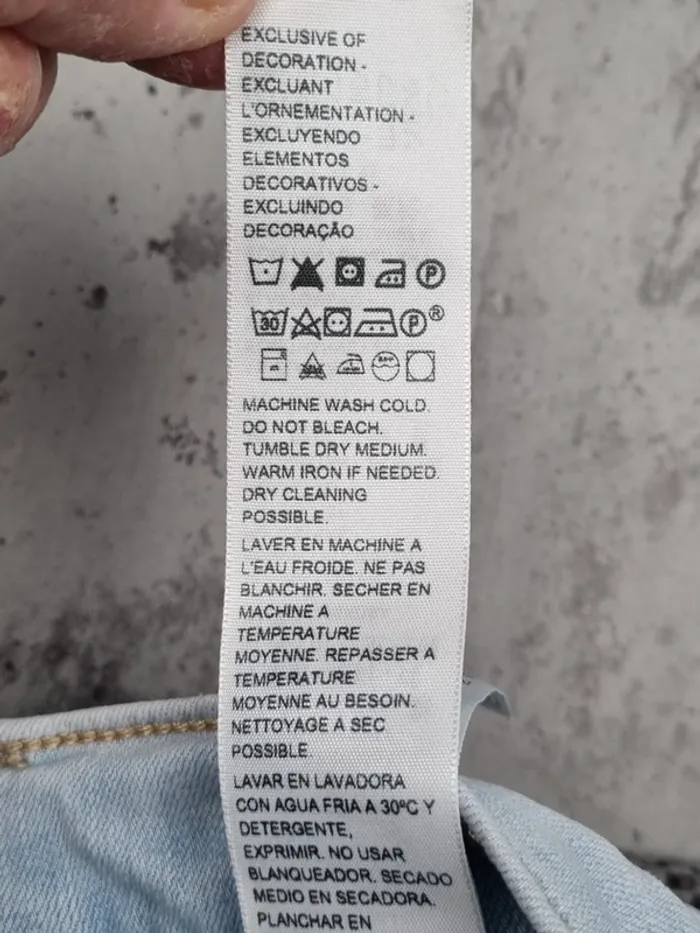 EXCLUSIVE OF
DECORATION -
EXCLUANT
L'ORNEMENTATION -
EXCLUYENDO
ELEMENTOS
DECORATIVOS -
EXCLUINDO
DECORAÇÃO
P
30 P ®
MACHINE WASH COLD.
DO NOT BLEACH.
TUMBLE DRY MEDIUM.
WARM IRON IF NEEDED.
DRY CLEANING
POSSIBLE.
LAVER EN MACHINE A
L'EAU FROIDE. NE PAS
BLANCHIR. SECHER EN
MACHINE A
TEMPERATURE
MOYENNE. REPASSER A
TEMPERATURE
MOYENNE AU BESOIN.
NETTOYAGE A SEC
POSSIBLE.
LAVAR EN LAVADORA
CON AGUA FRIA A 30ºC Y
DETERGENTE,
EXPRIMIR. NO USAR
BLANQUEADOR. SECADO
MEDIO EN SECADORA.
PLANCHAR EN